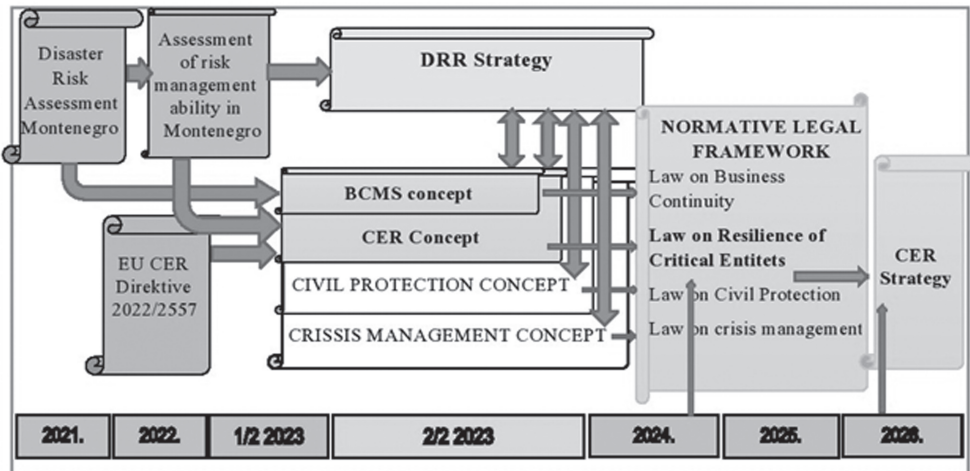 Disaster
Risk
Assessment
Montenegro
Assessment
of risk
management
ability in
Montenegro
DRR Strategy
EU CER
Direktive
2022/2557
BCMS concept
CER Concept
CIVIL PROTECTION CONCEPT
CRISSIS MANAGEMENT CONCEPT
NORMATIVE LEGAL
FRAMEWORK
Law on Business
Continuity
Law on Resilience of
Critical Entitets
Law on Civil Protection
Law on crisis management
CER
Strategy
2021.
2022.
1/2 2023
2/2 2023
2024.
2025.
2026.